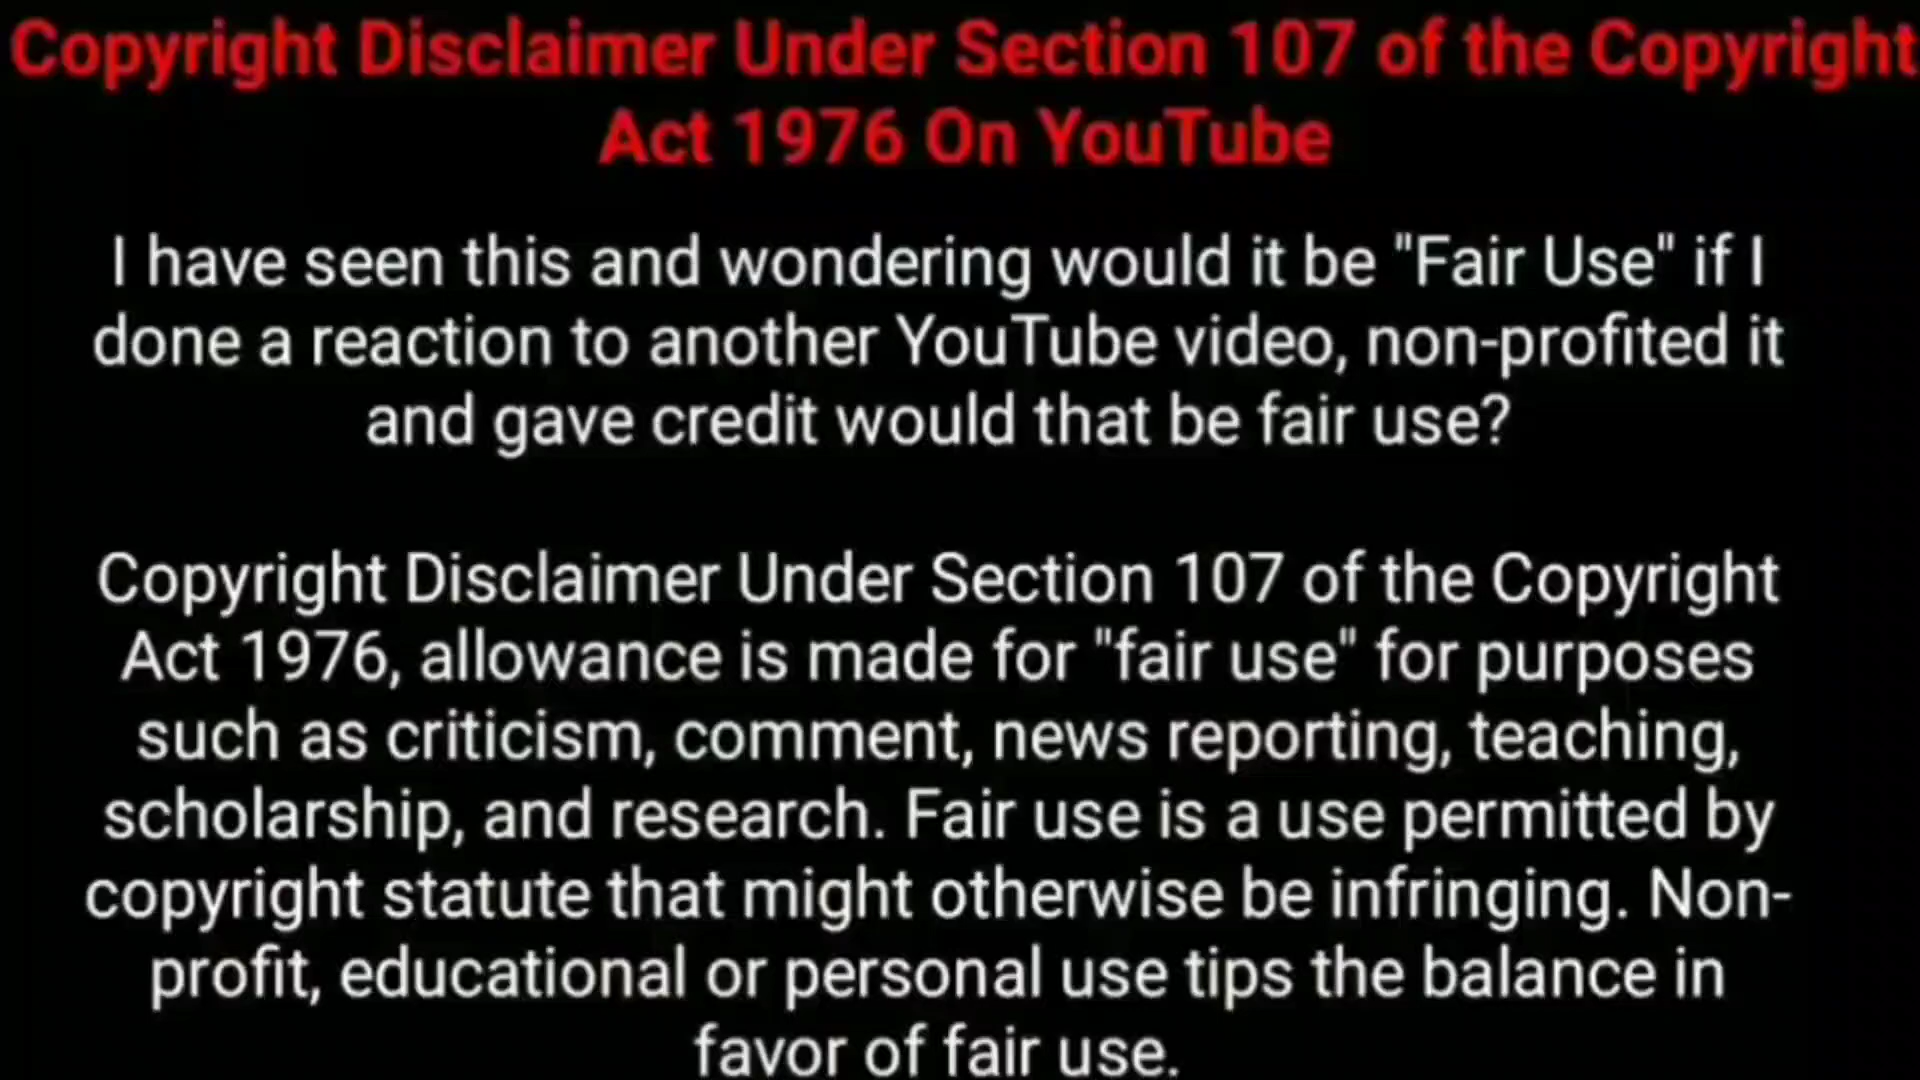 Copyright Disclaimer Under Section 107 of the Copyright
Act 1976 On YouTube
I have seen this and wondering would it be "Fair Use" if I
done a reaction to another YouTube video, non-profited it
and gave credit would that be fair use?
Copyright Disclaimer Under Section 107 of the Copyright
Act 1976, allowance is made for "fair use" for purposes
such as criticism, comment, news reporting, teaching,
scholarship, and research. Fair use is a use permitted by
copyright statute that might otherwise be infringing. Non-
profit, educational or personal use tips the balance in
favor of fair use.